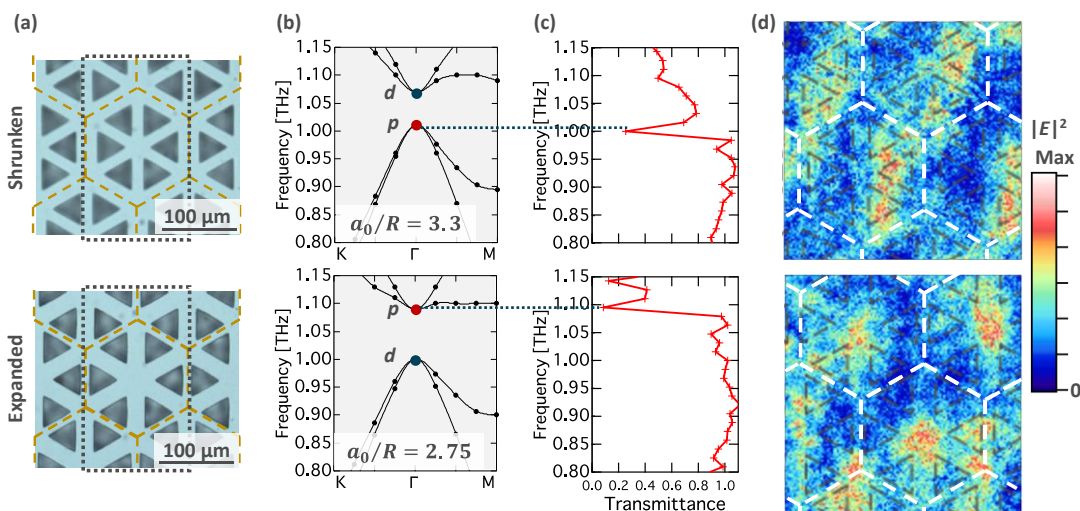 (a)
(b)
(c)
(d)
Shrunken
100 μm
Frequency [THz]
1.15
1.10
1.05
1.00
0.95
0.90
0.85
0.80
d
p
a₀/R = 3.3
K
Γ
M
Frequency [THz]
1.15
1.10
1.05
1.00
0.95
0.90
0.85
0.80
|E|²
Max
0
Expanded
100 μm
Frequency [THz]
1.15
1.10
1.05
1.00
0.95
0.90
0.85
0.80
p
d
a₀/R = 2.75
K
Γ
M
Frequency [THz]
1.15
1.10
1.05
1.00
0.95
0.90
0.85
0.80
0.0
0.2
0.4
0.6
0.8
1.0
Transmittance